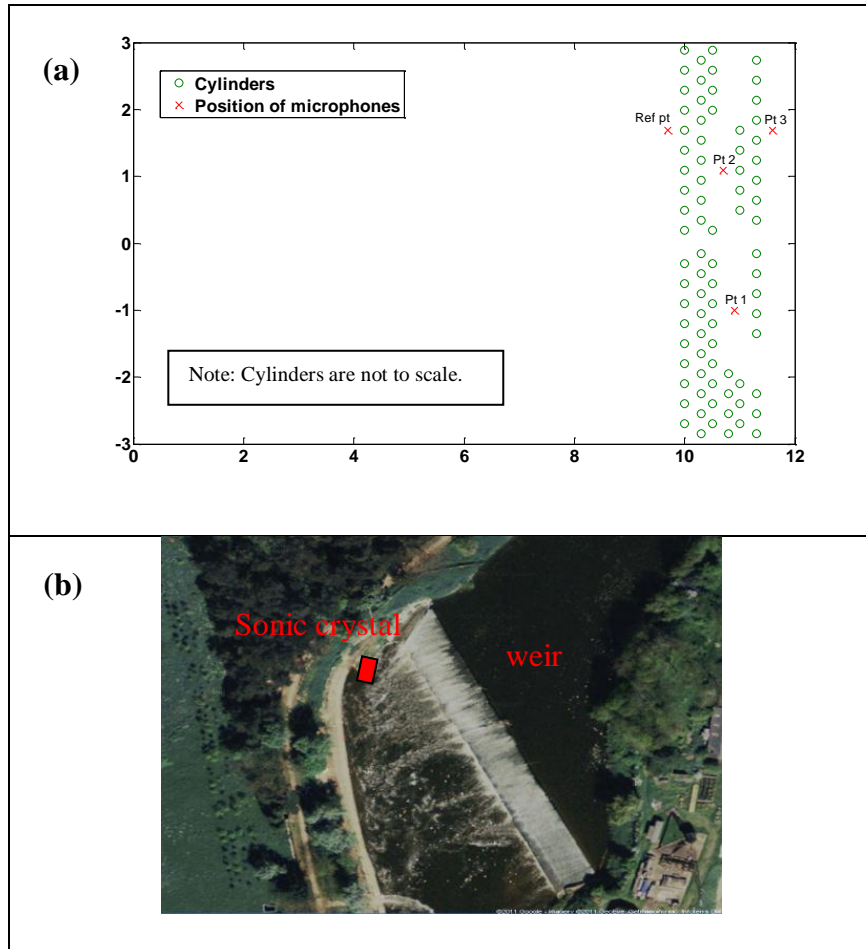 (a)
3
2
1
0
-1
-2
-3
0
2
4
6
8
10
12
Cylinders
Position of microphones
Ref pt
Pt 3
Pt 2
Pt 1
Note: Cylinders are not to scale.
(b)
Sonic crystal
weir